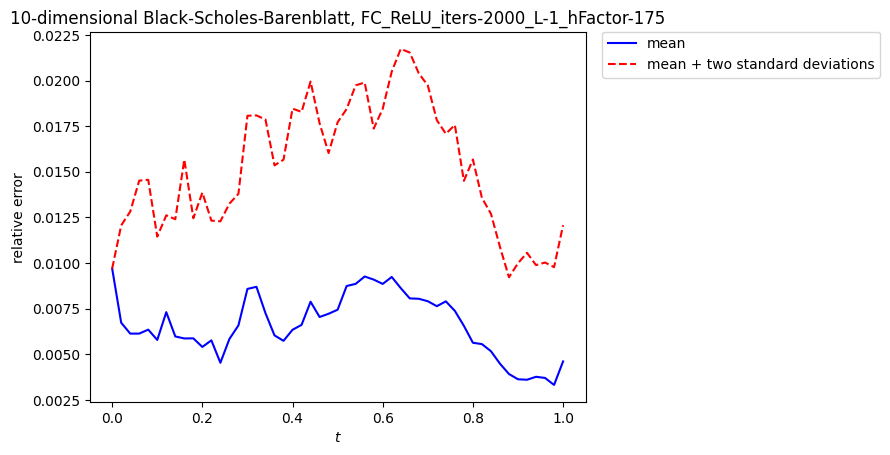 10-dimensional Black-Scholes-Barenblatt, FC_ReLU_iters-2000_L-1_hFactor-175
mean
mean + two standard deviations
relative error
0.0225
0.0200
0.0175
0.0150
0.0125
0.0100
0.0075
0.0050
0.0025
0.0 0.2 0.4 0.6 0.8 1.0
t